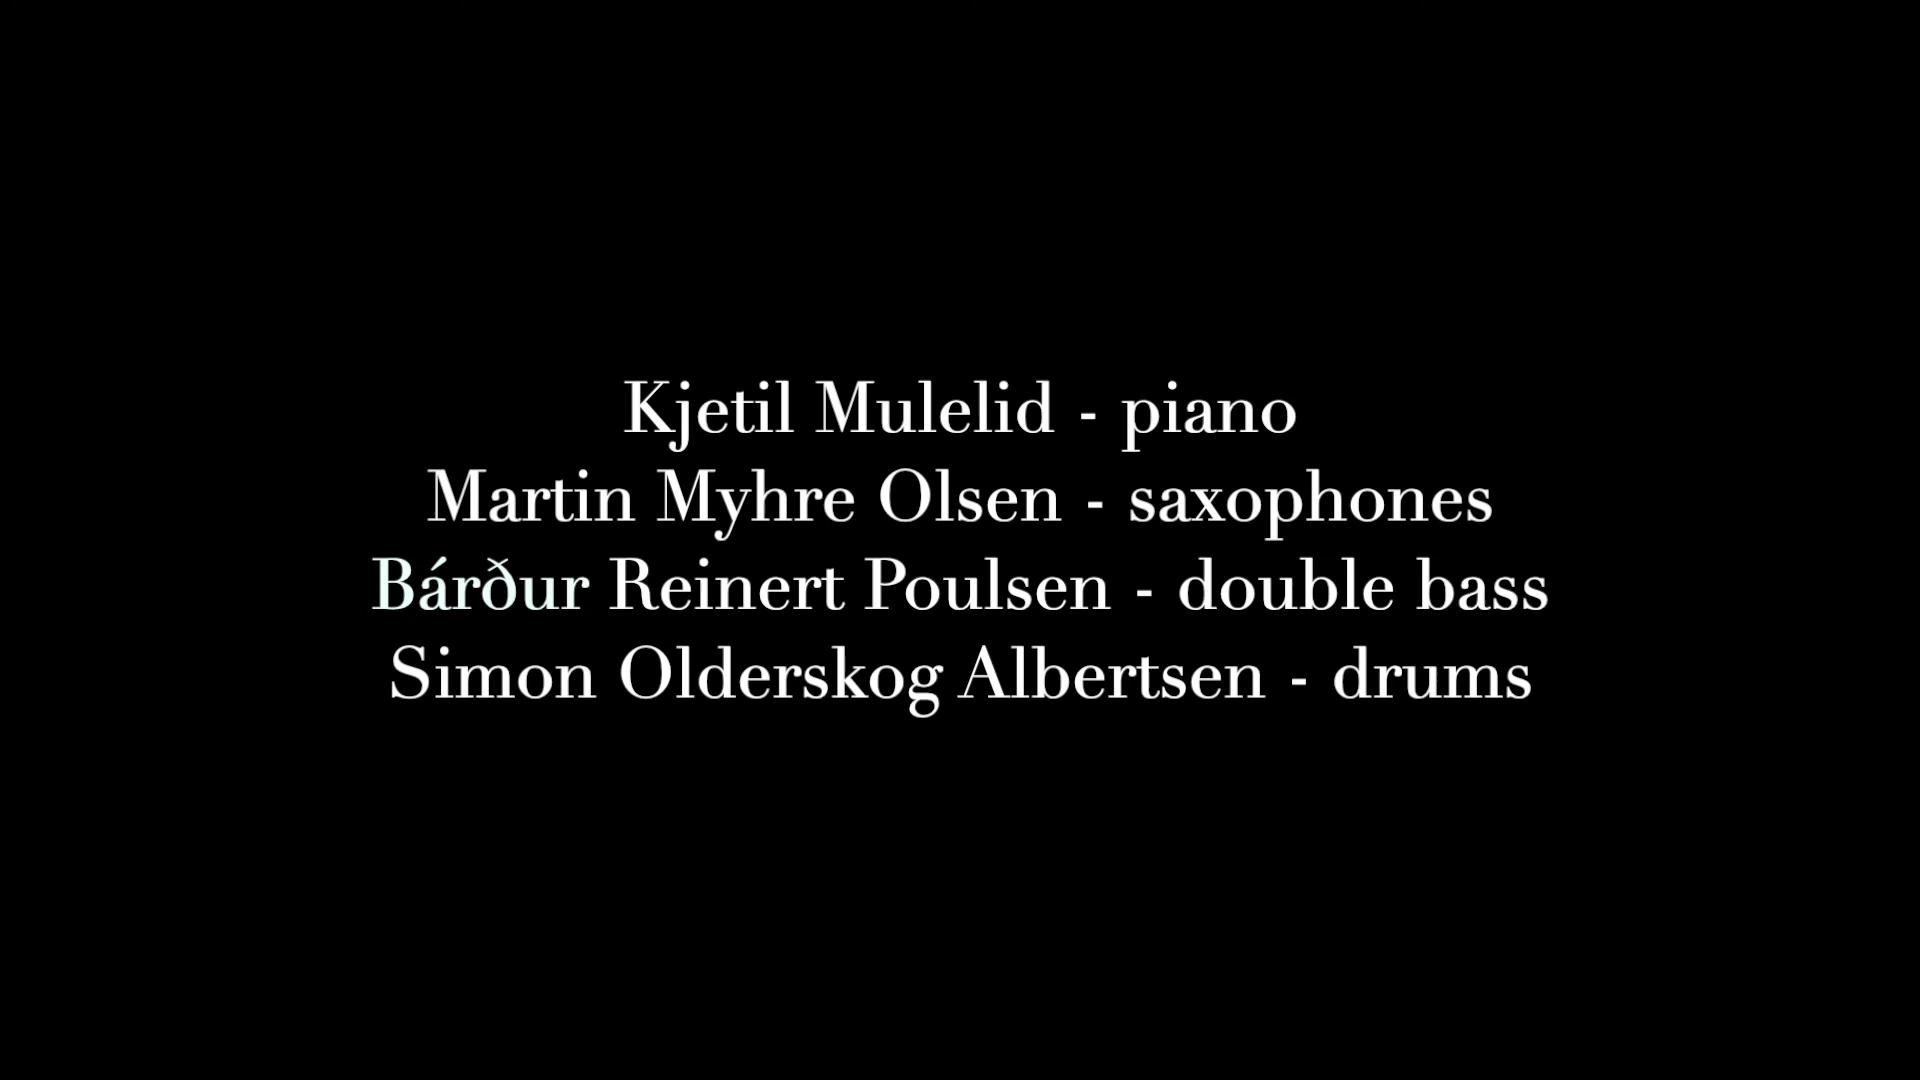 Kjetil Mulelid - piano
Martin Myhre Olsen - saxophones
Bárður Reinert Poulsen - double bass
Simon Olderskog Albertsen - drums